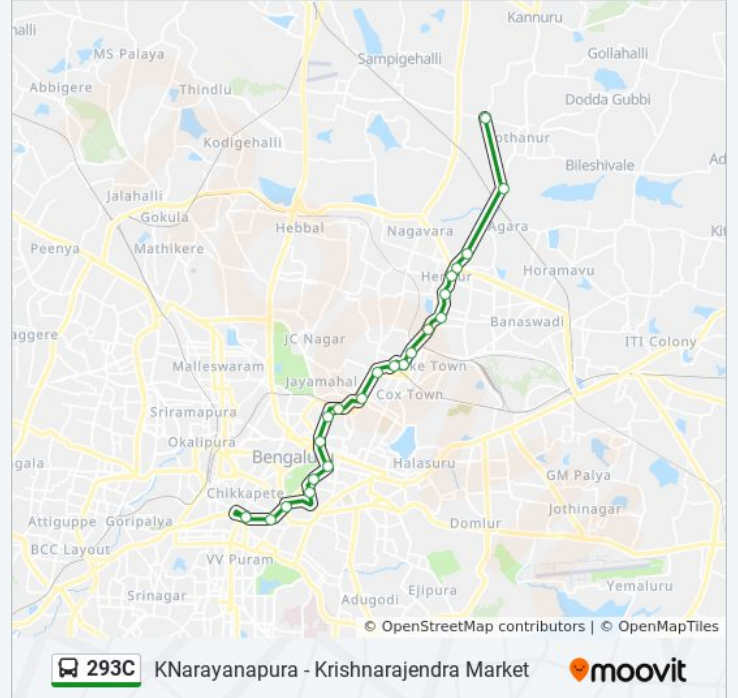 nalli
Kannuru
MS Palaya
Sampigehalli
Gollahalli
Abbigere
Thindlu
Dodda Gubbi
Kodigehalli
othanur
Bileshivale
Ad
Jalahalli
Gokula
Hebbal
Nagavara
Agara
Kit
Peenya
Mathikere
Horamavu
Banaswadi
aggere
JC Nagar
ITI Colony
Malleswaram
ke Town
Jayamahal
Cox Town
Sriramapura
Okalipura
gala
Bengalu
Halasuru
GM Palya
Chikkapete
Jothinagar
Attiguppe
Goripalya
Domlur
BCC Layout
VV Puram
Yemaluru
Srinagar
Adugodi
Ejipura
© OpenStreetMap contributors | © OpenMapTiles
293C KNarayanapura - Krishnarajendra Market moovit